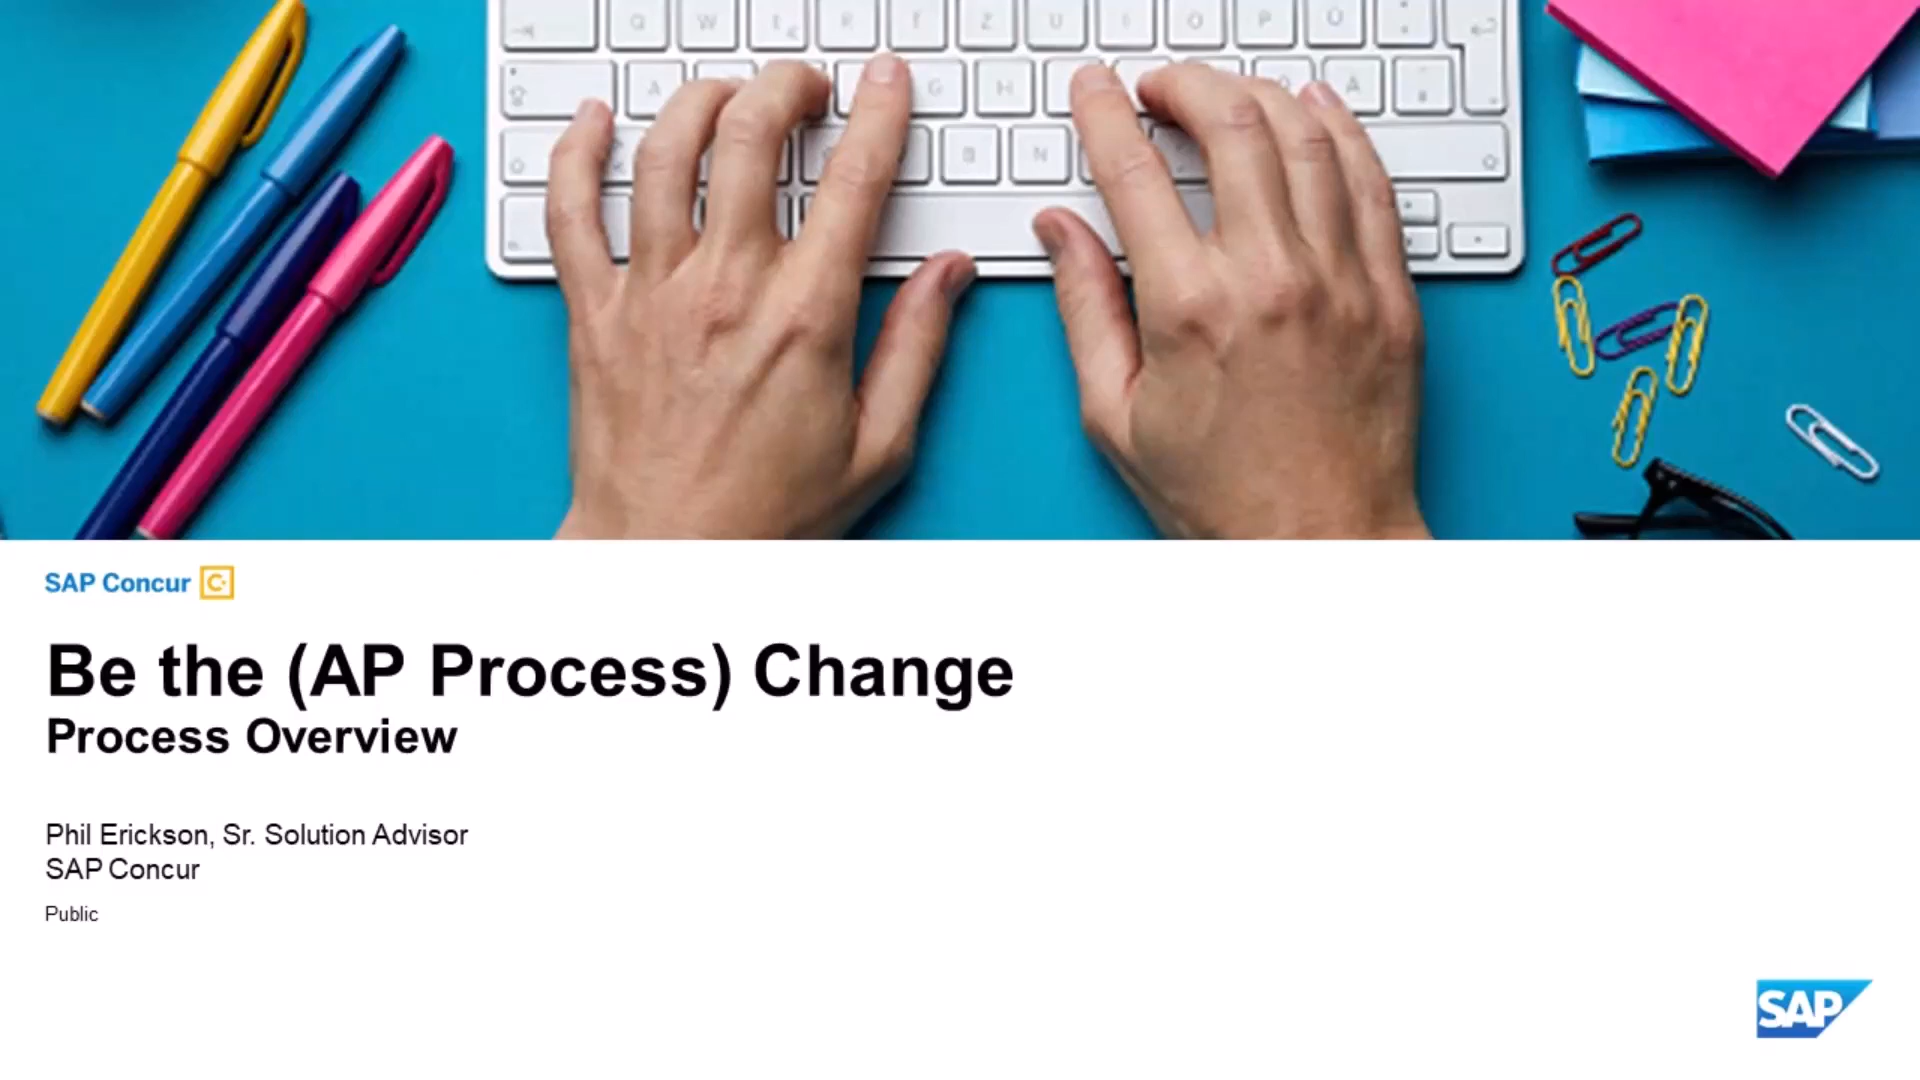 Q W E R T Z U I O P Ü
A G H Ä
B N
SAP Concur C
Be the (AP Process) Change
Process Overview
Phil Erickson, Sr. Solution Advisor
SAP Concur
Public
SAP